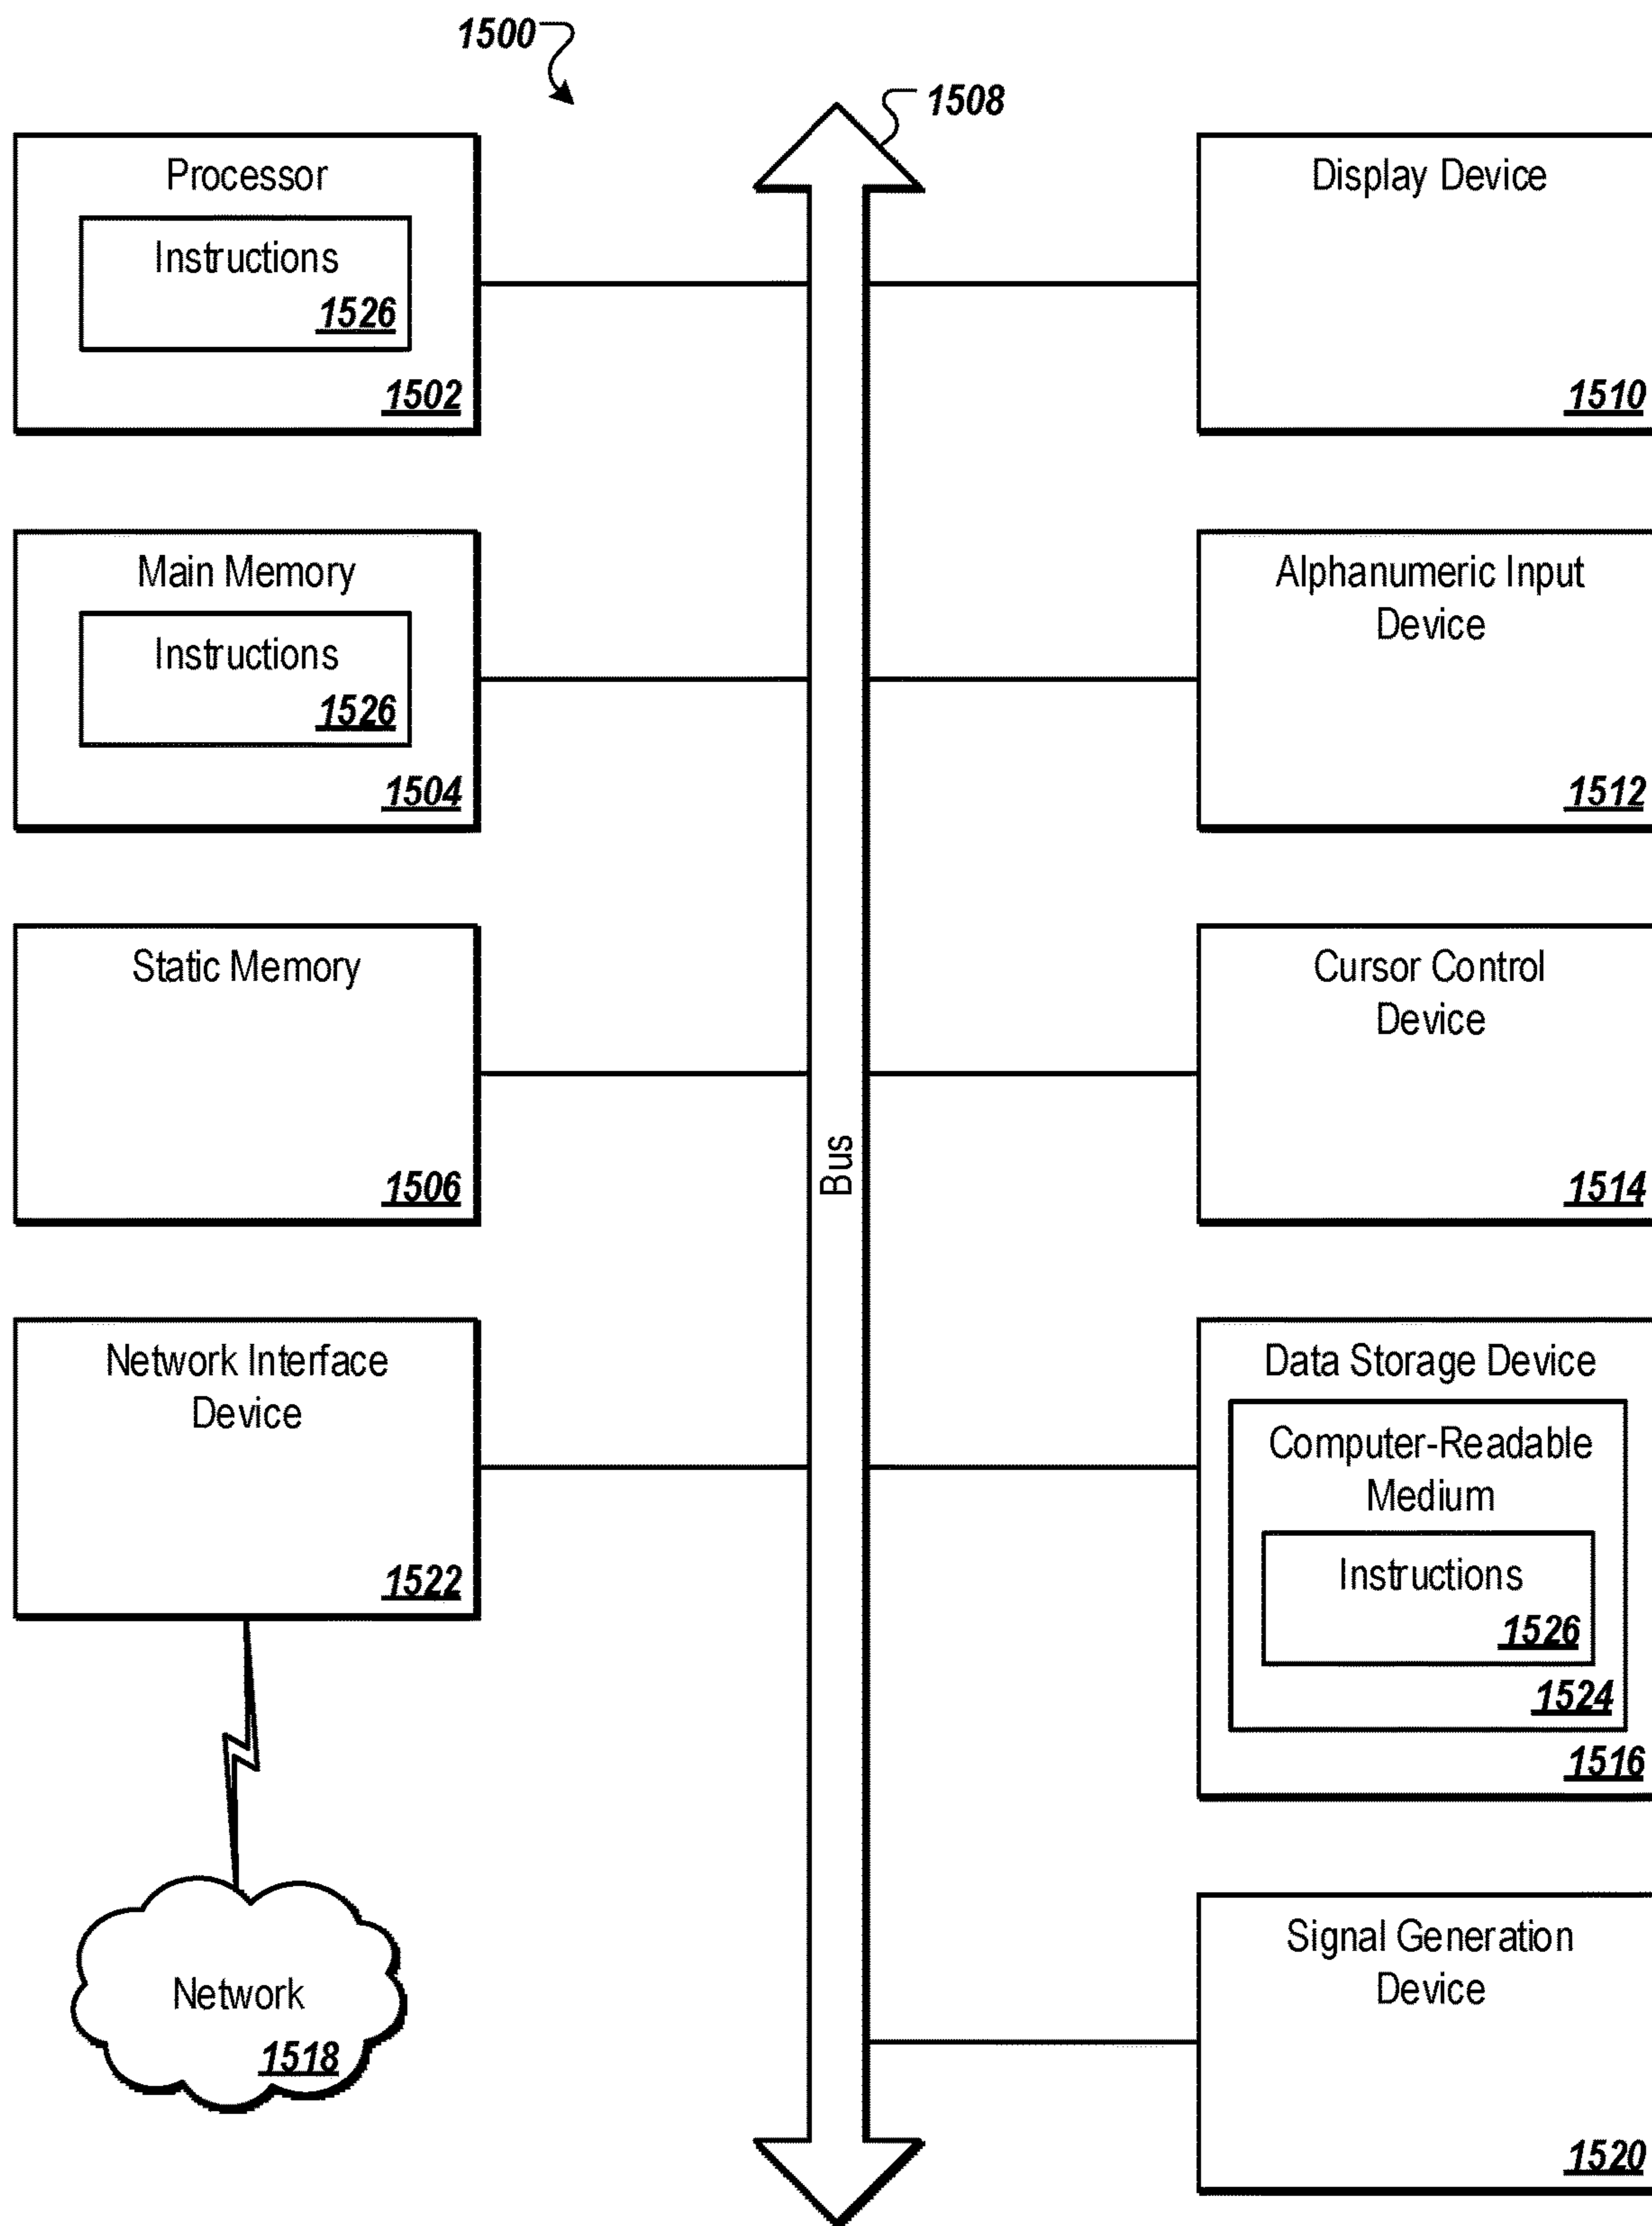 1500
1508
Processor
Instructions
1526
1502
Display Device
1510
Main Memory
Instructions
1526
1504
Alphanumeric Input
Device
1512
Static Memory
1506
Cursor Control
Device
1514
Bus
Network Interface
Device
1522
Data Storage Device
Computer-Readable
Medium
Instructions
1526
1524
1516
Network
1518
Signal Generation
Device
1520